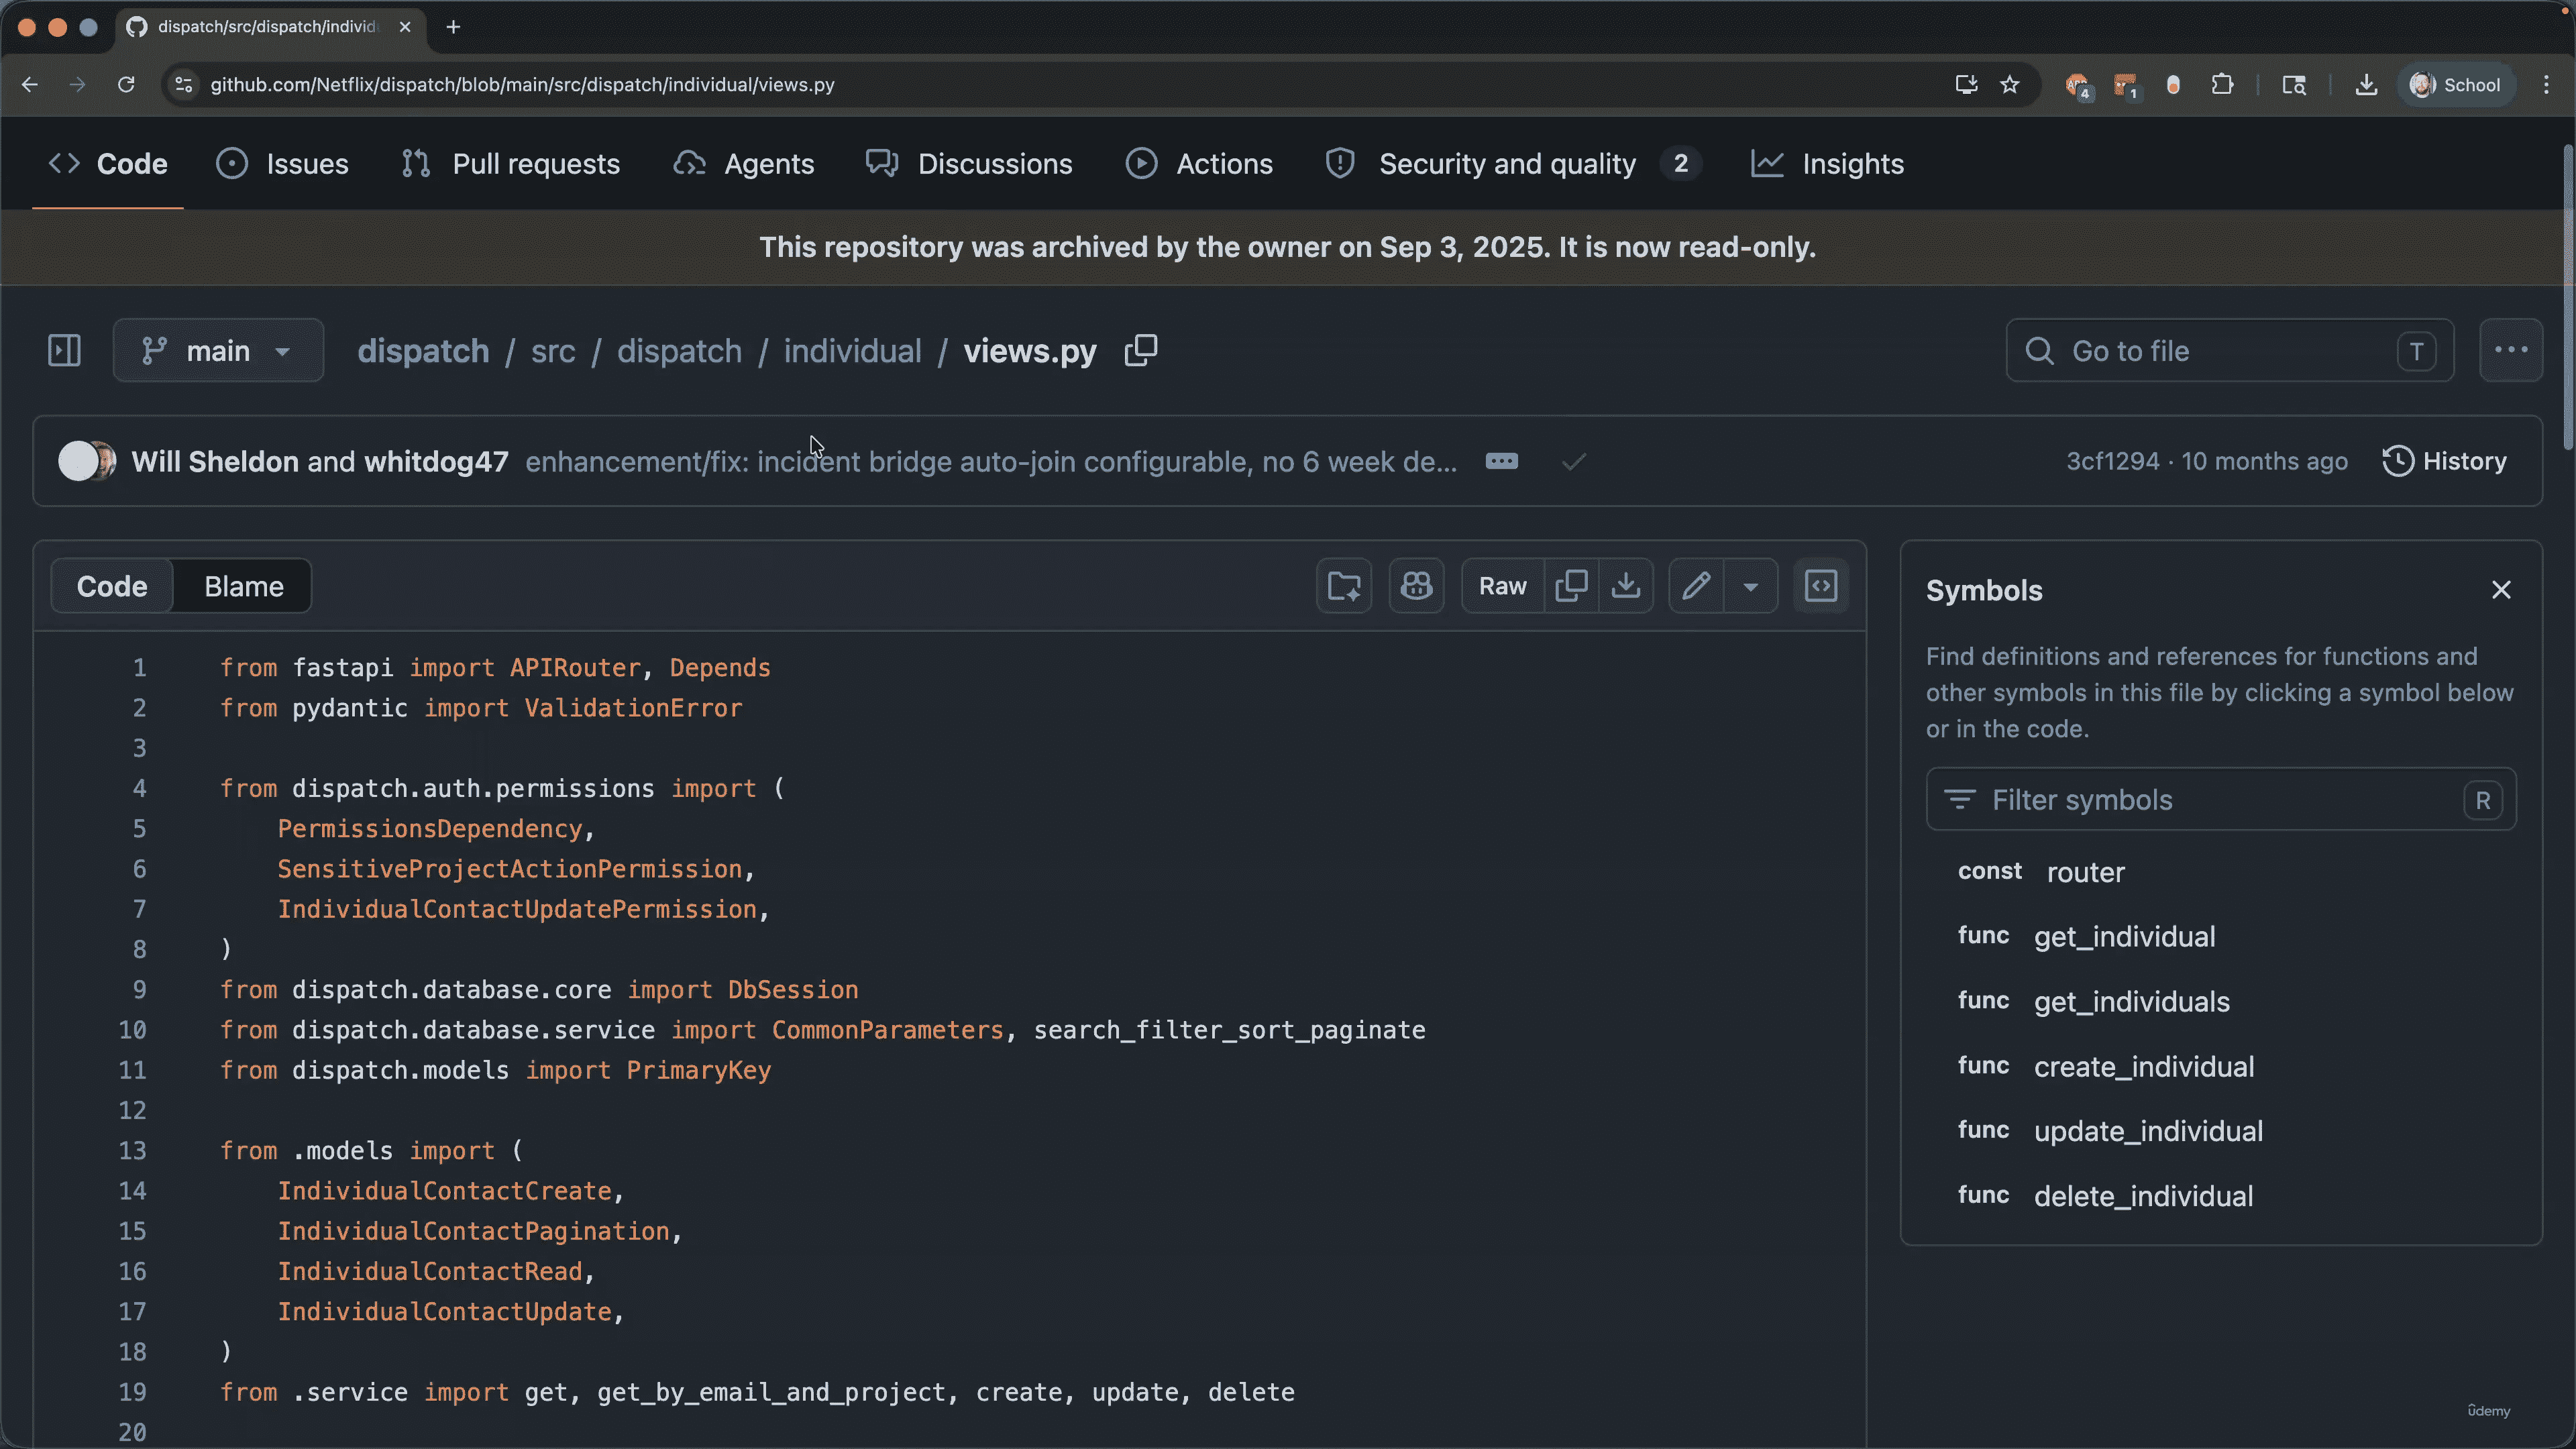 dispatch/src/dispatch/individ
github.com/Netflix/dispatch/blob/main/src/dispatch/individual/views.py
4
1
School
Code
Issues
Pull requests
Agents
Discussions
Actions
Security and quality 2
Insights
This repository was archived by the owner on Sep 3, 2025. It is now read-only.
main
dispatch / src / dispatch / individual / views.py
Go to file T
Will Sheldon and whitdog47 enhancement/fix: incident bridge auto-join configurable, no 6 week de...
3cf1294 · 10 months ago
History
Code
Blame
Raw
1 from fastapi import APIRouter, Depends
2 from pydantic import ValidationError
3
4 from dispatch.auth.permissions import (
5     PermissionsDependency,
6     SensitiveProjectActionPermission,
7     IndividualContactUpdatePermission,
8 )
9 from dispatch.database.core import DbSession
10 from dispatch.database.service import CommonParameters, search_filter_sort_paginate
11 from dispatch.models import PrimaryKey
12
13 from .models import (
14     IndividualContactCreate,
15     IndividualContactPagination,
16     IndividualContactRead,
17     IndividualContactUpdate,
18 )
19 from .service import get, get_by_email_and_project, create, update, delete
20
Symbols
Find definitions and references for functions and
other symbols in this file by clicking a symbol below
or in the code.
Filter symbols R
const router
func get_individual
func get_individuals
func create_individual
func update_individual
func delete_individual
ûdemy